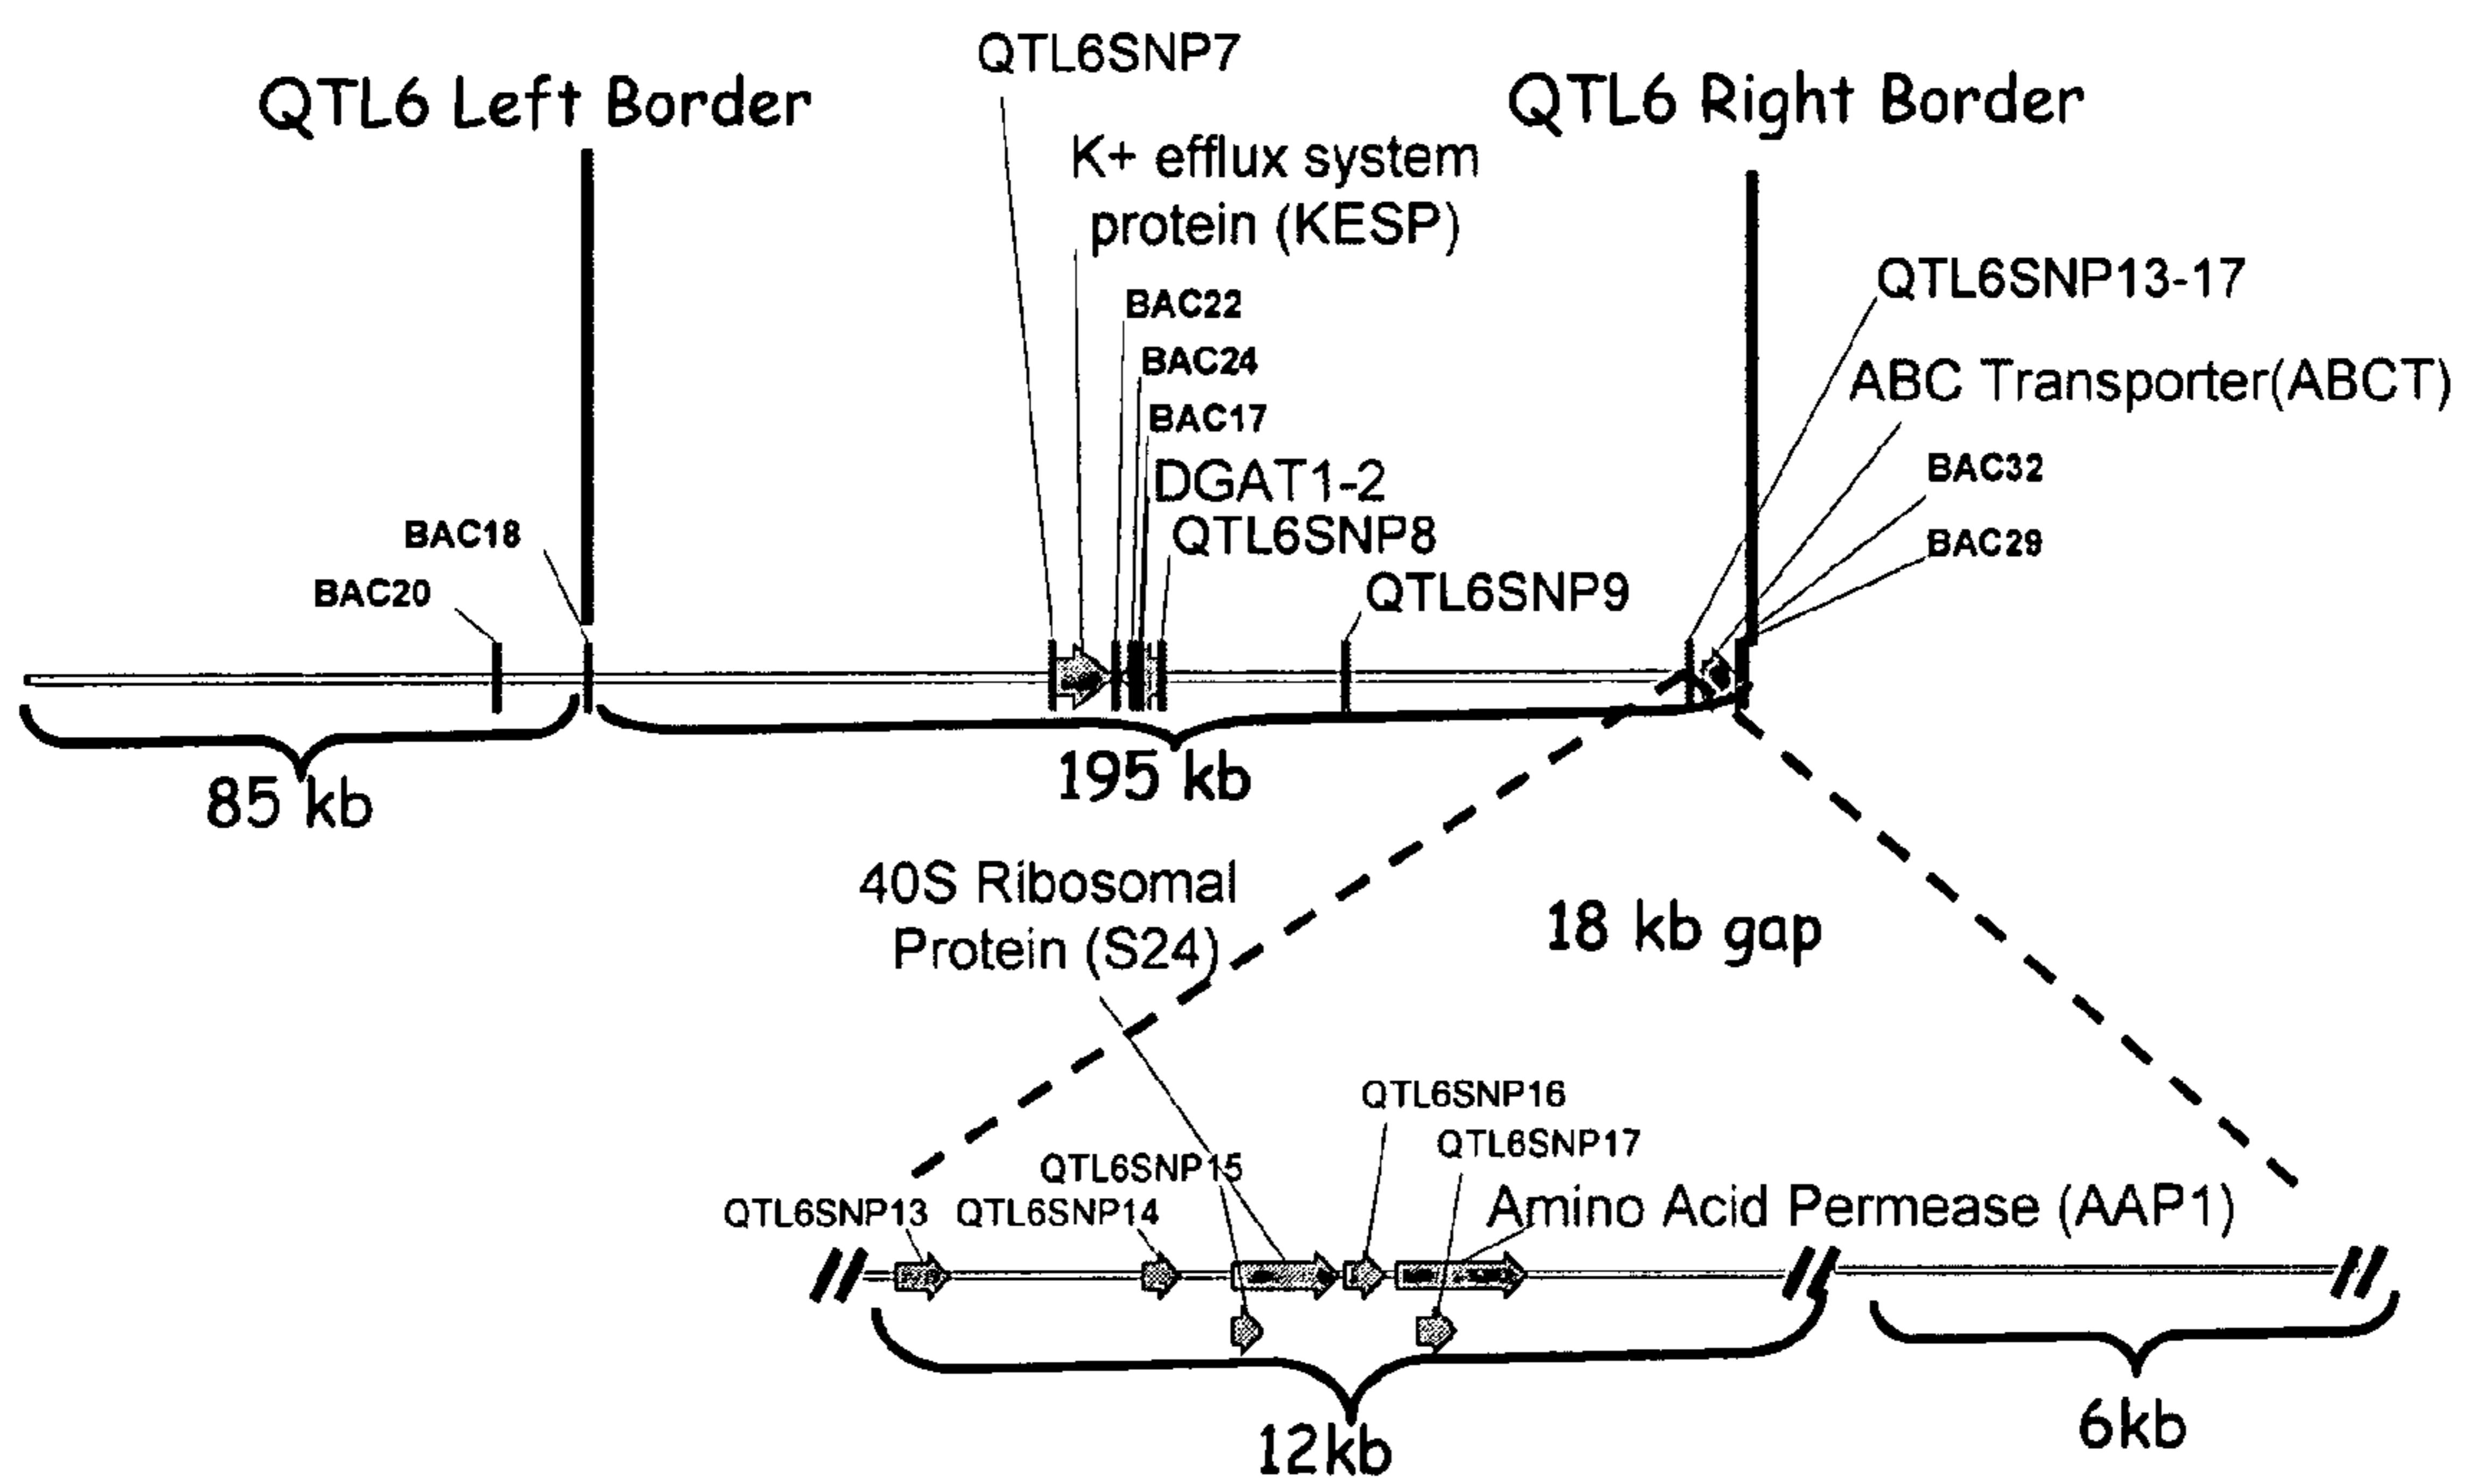 QTL6SNP7
QTL6 Left Border
QTL6 Right Border
K+ efflux system
protein (KESP)
QTL6SNP13-17
BAC22
ABC Transporter(ABCT)
BAC24
BAC17
DGAT1-2
BAC32
QTL6SNP8
BAC18
BAC29
BAC20
QTL6SNP9
195 kb
85 kb
40S Ribosomal
Protein (S24)
18 kb gap
QTL6SNP16
QTL6SNP17
QTL6SNP15
QTL6SNP13
QTL6SNP14
Amino Acid Permease (AAP1)
12kb
6kb